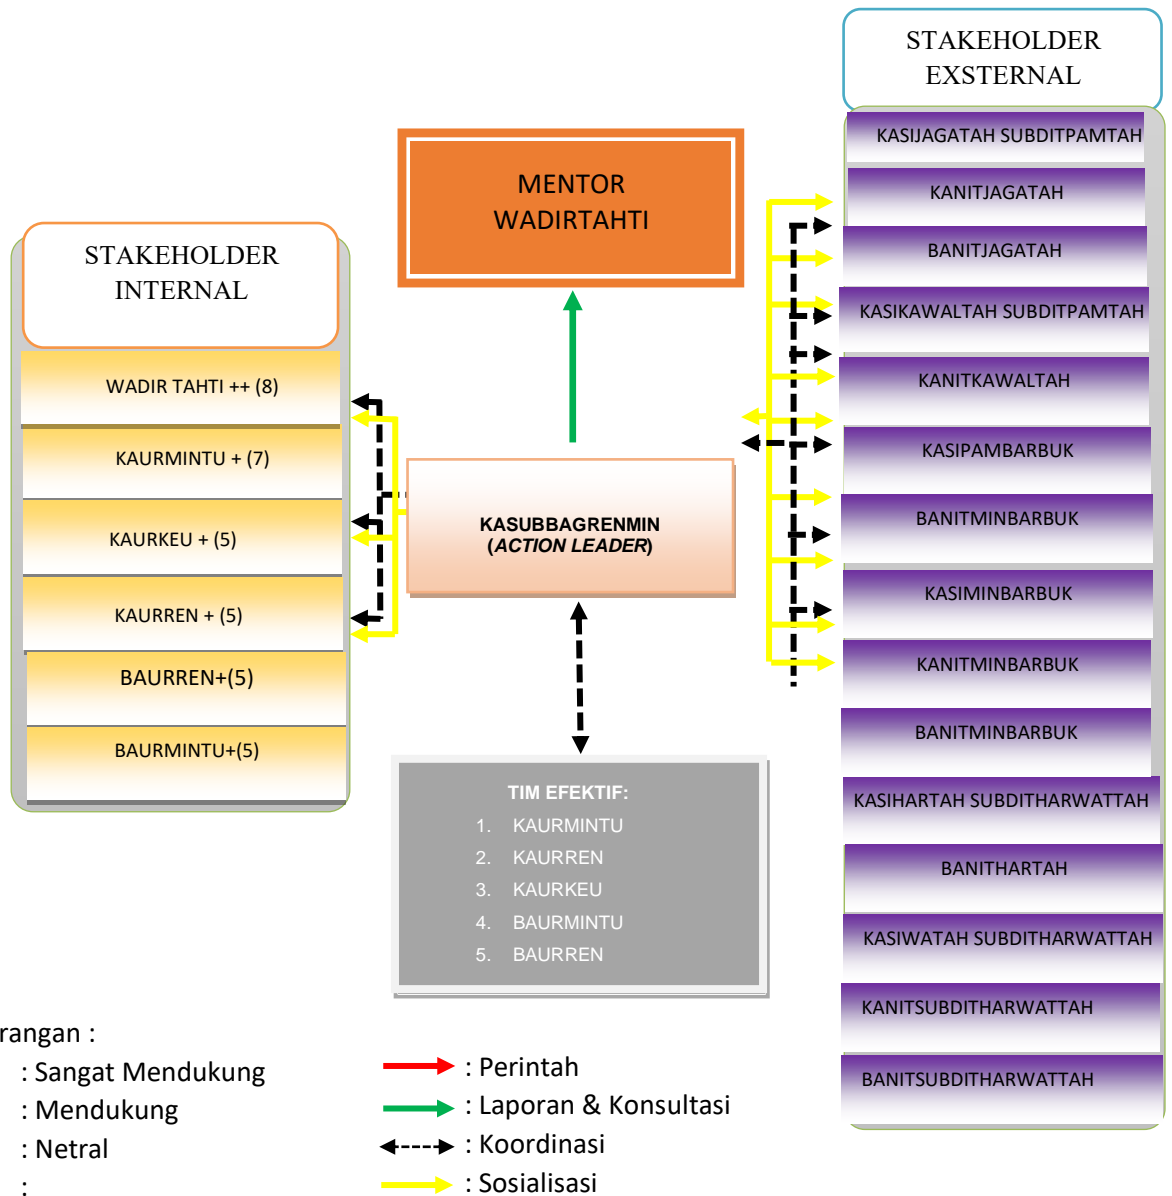 STAKEHOLDER
EXSTERNAL
KASIJAGATAH SUBDITPAMTAH
KANITJAGATAH
BANITJAGATAH
KASIKAWALTAH SUBDITPAMTAH
KANITKAWALTAH
KASIPAMBARBUK
BANITMINBARBUK
KASIMINBARBUK
KANITMINBARBUK
BANITMINBARBUK
KASIHARTAH SUBDITHARWATTAH
BANITHARTAH
KASIWATAH SUBDITHARWATTAH
KANITSUBDITHARWATTAH
BANITSUBDITHARWATTAH
MENTOR
WADIRTAHTI
STAKEHOLDER
INTERNAL
WADIR TAHTI ++ (8)
KAURMINTU + (7)
KAURKEU + (5)
KAURREN + (5)
BAURREN+(5)
BAURMINTU+(5)
KASUBBAGRENMIN
(ACTION LEADER)
TIM EFEKTIF:
1. KAURMINTU
2. KAURREN
3. KAURKEU
4. BAURMINTU
5. BAURREN
rangan :
: Sangat Mendukung
: Mendukung
: Netral
:
: Perintah
: Laporan & Konsultasi
: Koordinasi
: Sosialisasi